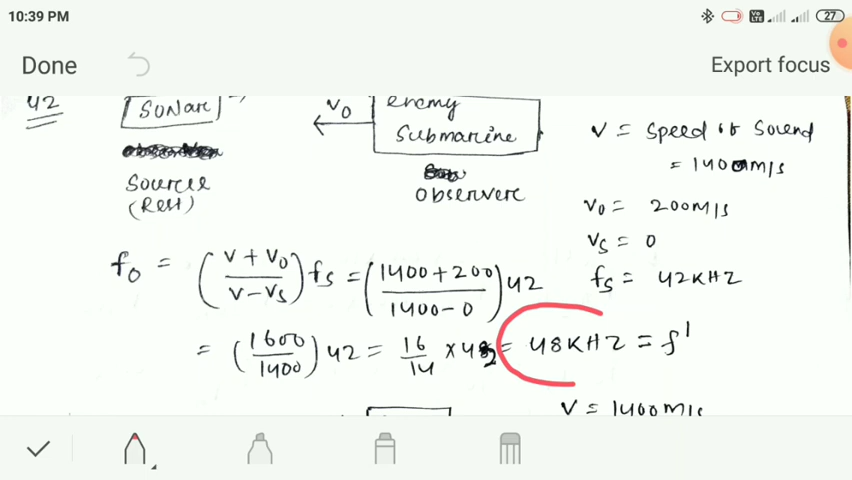 10:39 PM
27
Done
Export focus
42
SONar
V0
enemy
Submarine
Source
(Rest)
Observere
V = Speed of Sound
= 1400 m/s
V0 = 200 m/s
Vs = 0
fs = 42 KHZ
f0 = (V + V0 / V - Vs) fs = (1400 + 200 / 1400 - 0) 42
= (1600 / 1400) 42 = 16/14 × 42 = 48 KHZ = f'
V = 1400 m/s